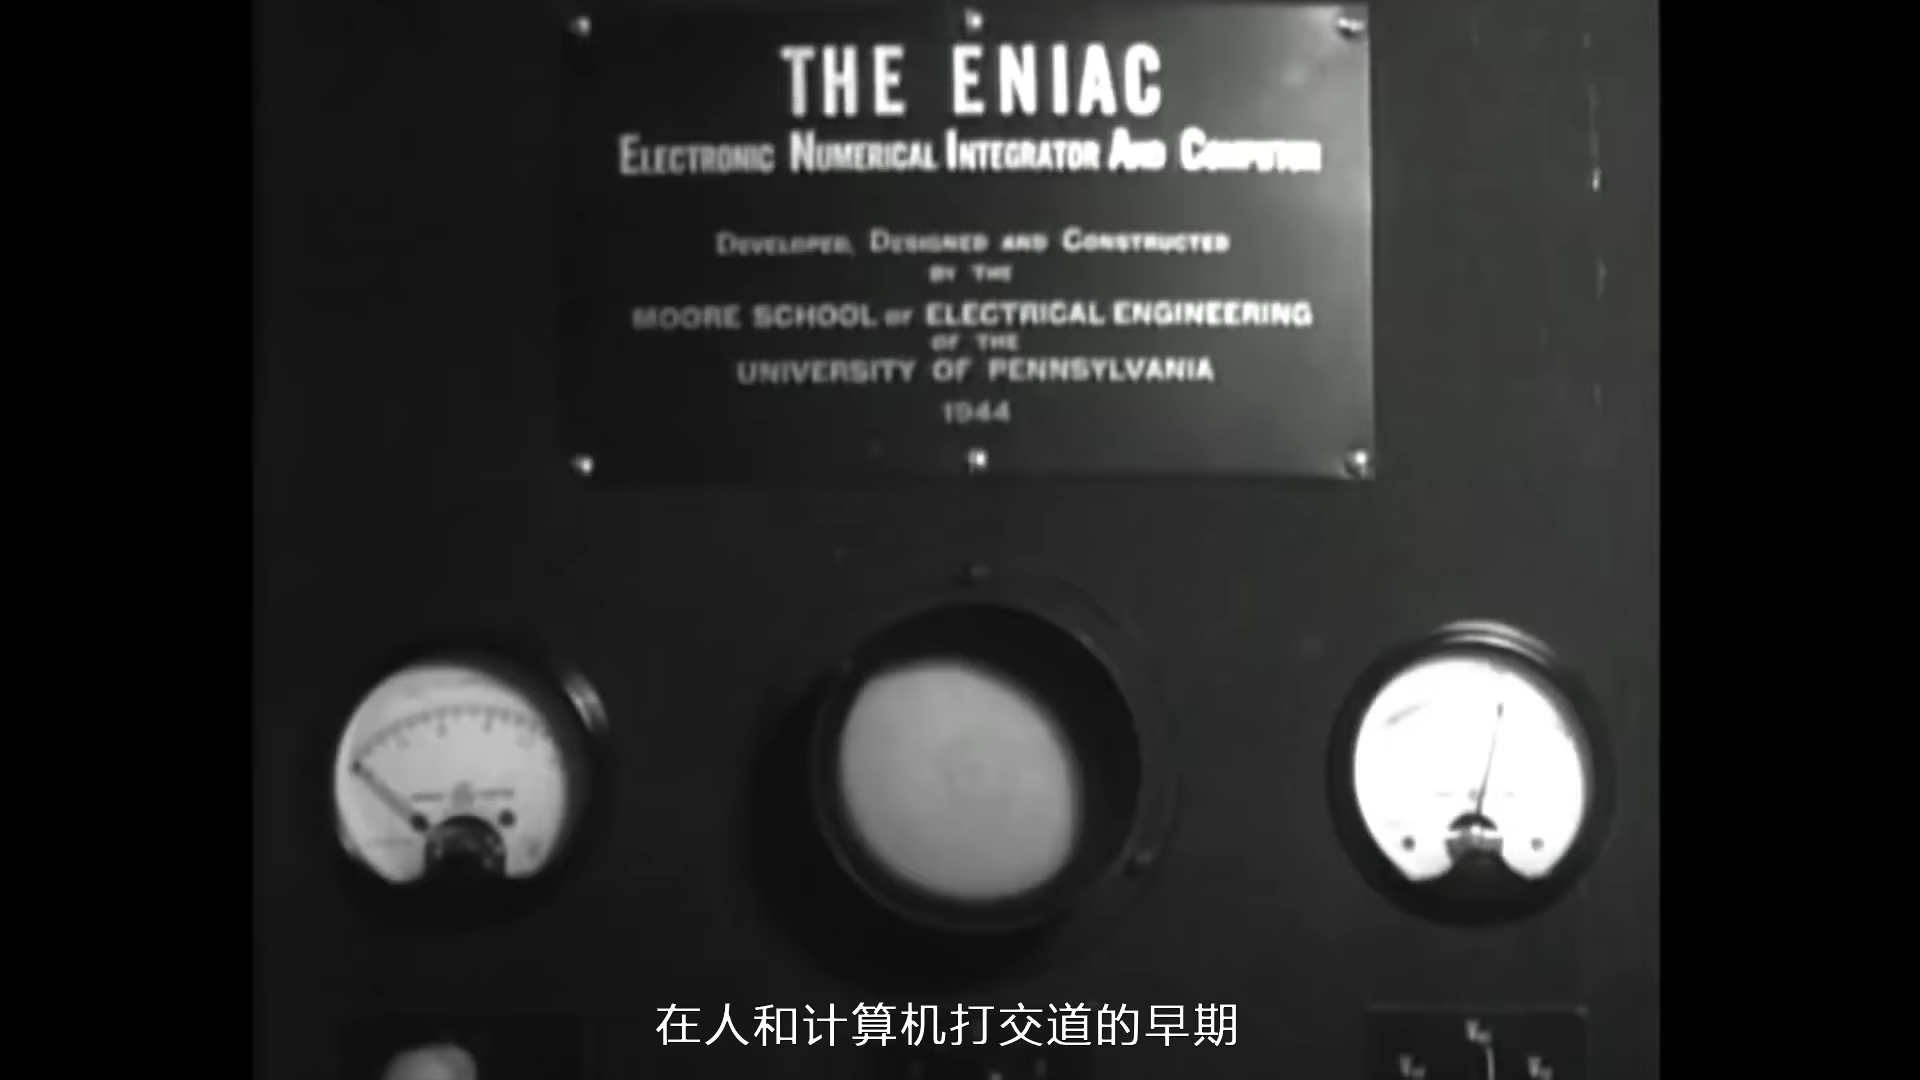 THE ENIAC
ELECTRONIC NUMERICAL INTEGRATOR AND COMPUTER
DEVELOPED, DESIGNED AND CONSTRUCTED
BY THE
MOORE SCHOOL OF ELECTRICAL ENGINEERING
OF THE
UNIVERSITY OF PENNSYLVANIA
1944
在人和计算机打交道的早期